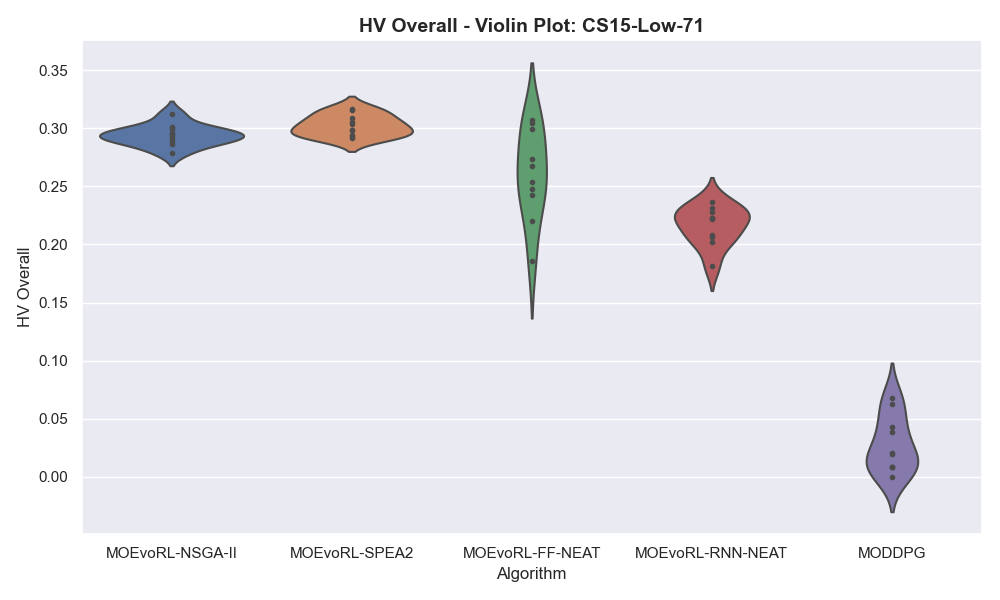 HV Overall - Violin Plot: CS15-Low-71
HV Overall
0.35
0.30
0.25
0.20
0.15
0.10
0.05
0.00
MOEvoRL-NSGA-II
MOEvoRL-SPEA2
MOEvoRL-FF-NEAT
MOEvoRL-RNN-NEAT
MODDPG
Algorithm